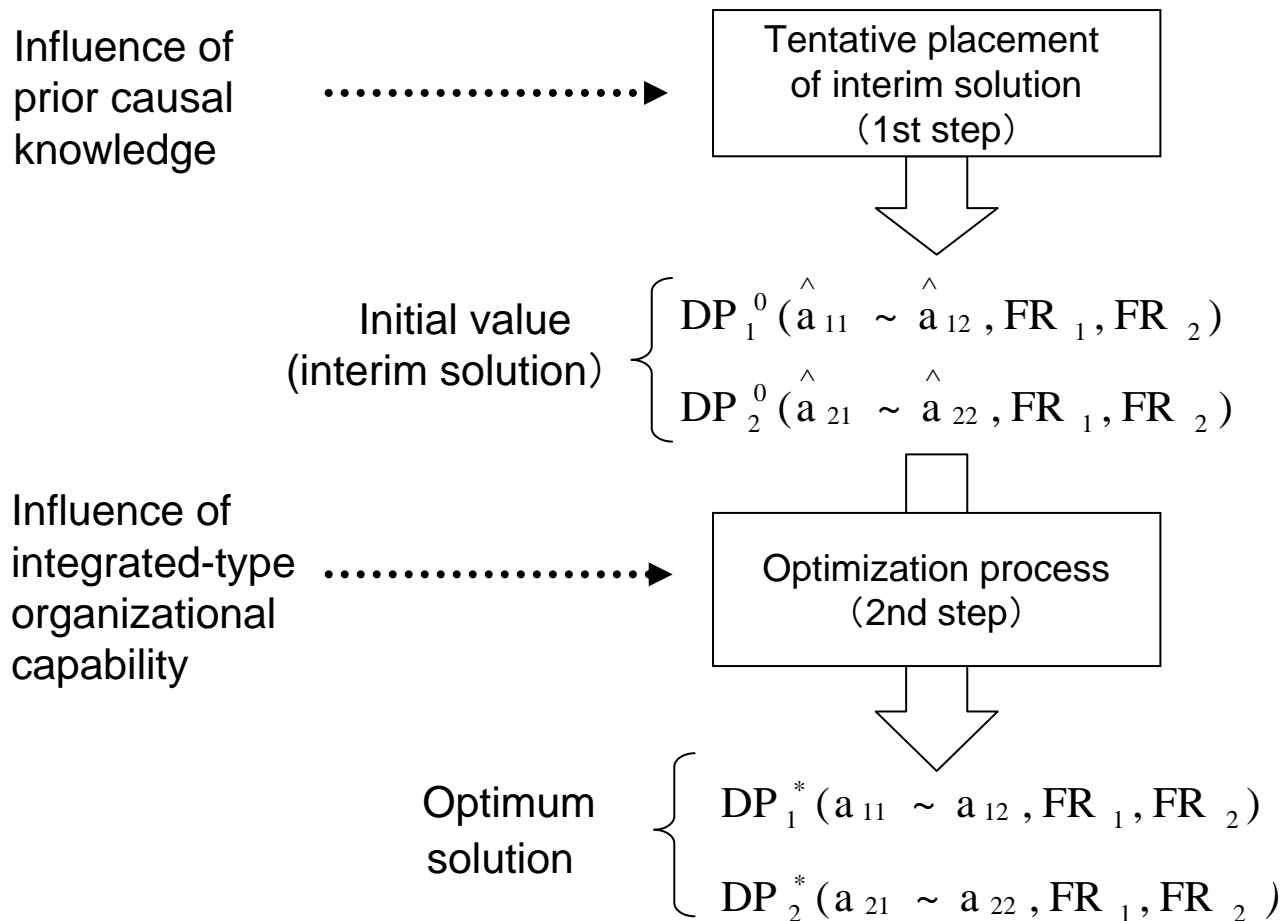 Influence of
prior causal
knowledge
Tentative placement
of interim solution
（1st step）
Initial value
(interim solution）
DP₁⁰(â₁₁ ~ â₁₂, FR₁, FR₂)
DP₂⁰(â₂₁ ~ â₂₂, FR₁, FR₂)
Influence of
integrated-type
organizational
capability
Optimization process
（2nd step）
Optimum
solution
DP₁*(a₁₁ ~ a₁₂, FR₁, FR₂)
DP₂*(a₂₁ ~ a₂₂, FR₁, FR₂)